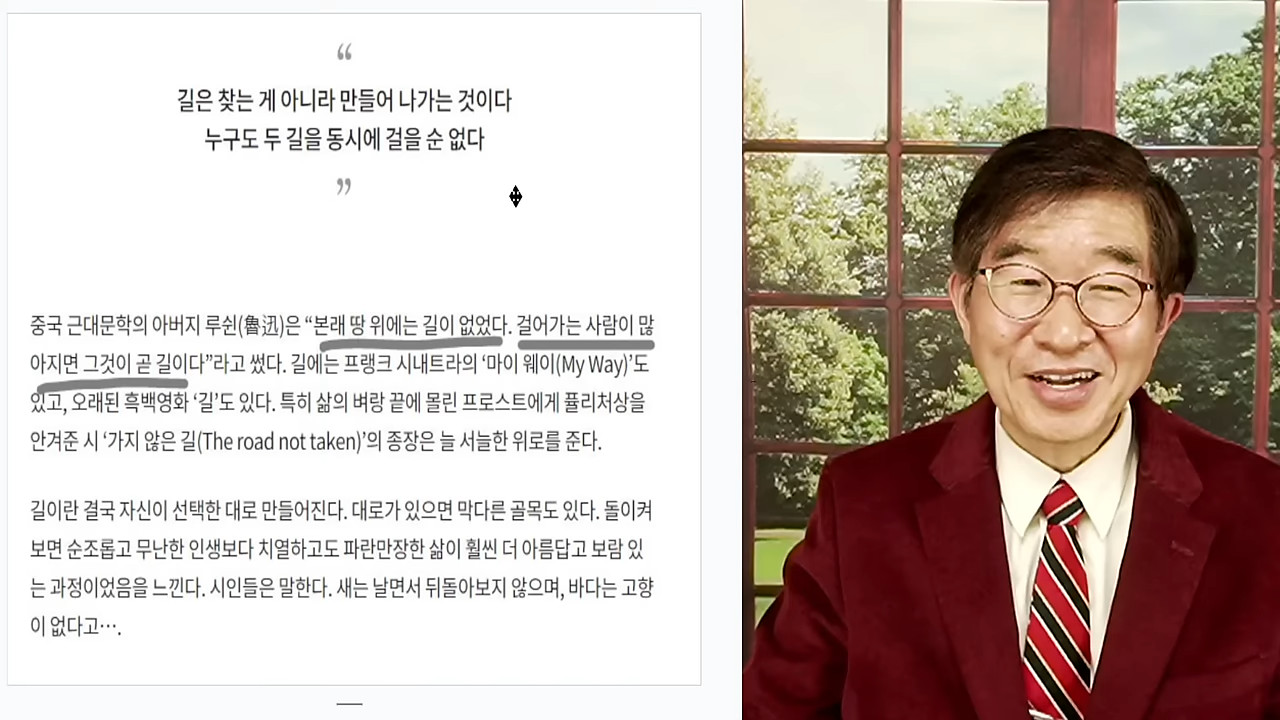 “
길은 찾는 게 아니라 만들어 나가는 것이다
누구도 두 길을 동시에 걸을 순 없다
”
중국 근대문학의 아버지 루쉰(魯迅)은 “본래 땅 위에는 길이 없었다. 걸어가는 사람이 많
아지면 그것이 곧 길이다”라고 썼다. 길에는 프랭크 시내트라의 ‘마이 웨이(My Way)’도
있고, 오래된 흑백영화 ‘길’도 있다. 특히 삶의 벼랑 끝에 몰린 프로스트에게 퓰리처상을
안겨준 시 ‘가지 않은 길(The road not taken)’의 종장은 늘 서늘한 위로를 준다.
길이란 결국 자신이 선택한 대로 만들어진다. 대로가 있으면 막다른 골목도 있다. 돌이켜
보면 순조롭고 무난한 인생보다 치열하고도 파란만장한 삶이 훨씬 더 아름답고 보람 있
는 과정이었음을 느낀다. 시인들은 말한다. 새는 날면서 뒤돌아보지 않으며, 바다는 고향
이 없다고⋯.